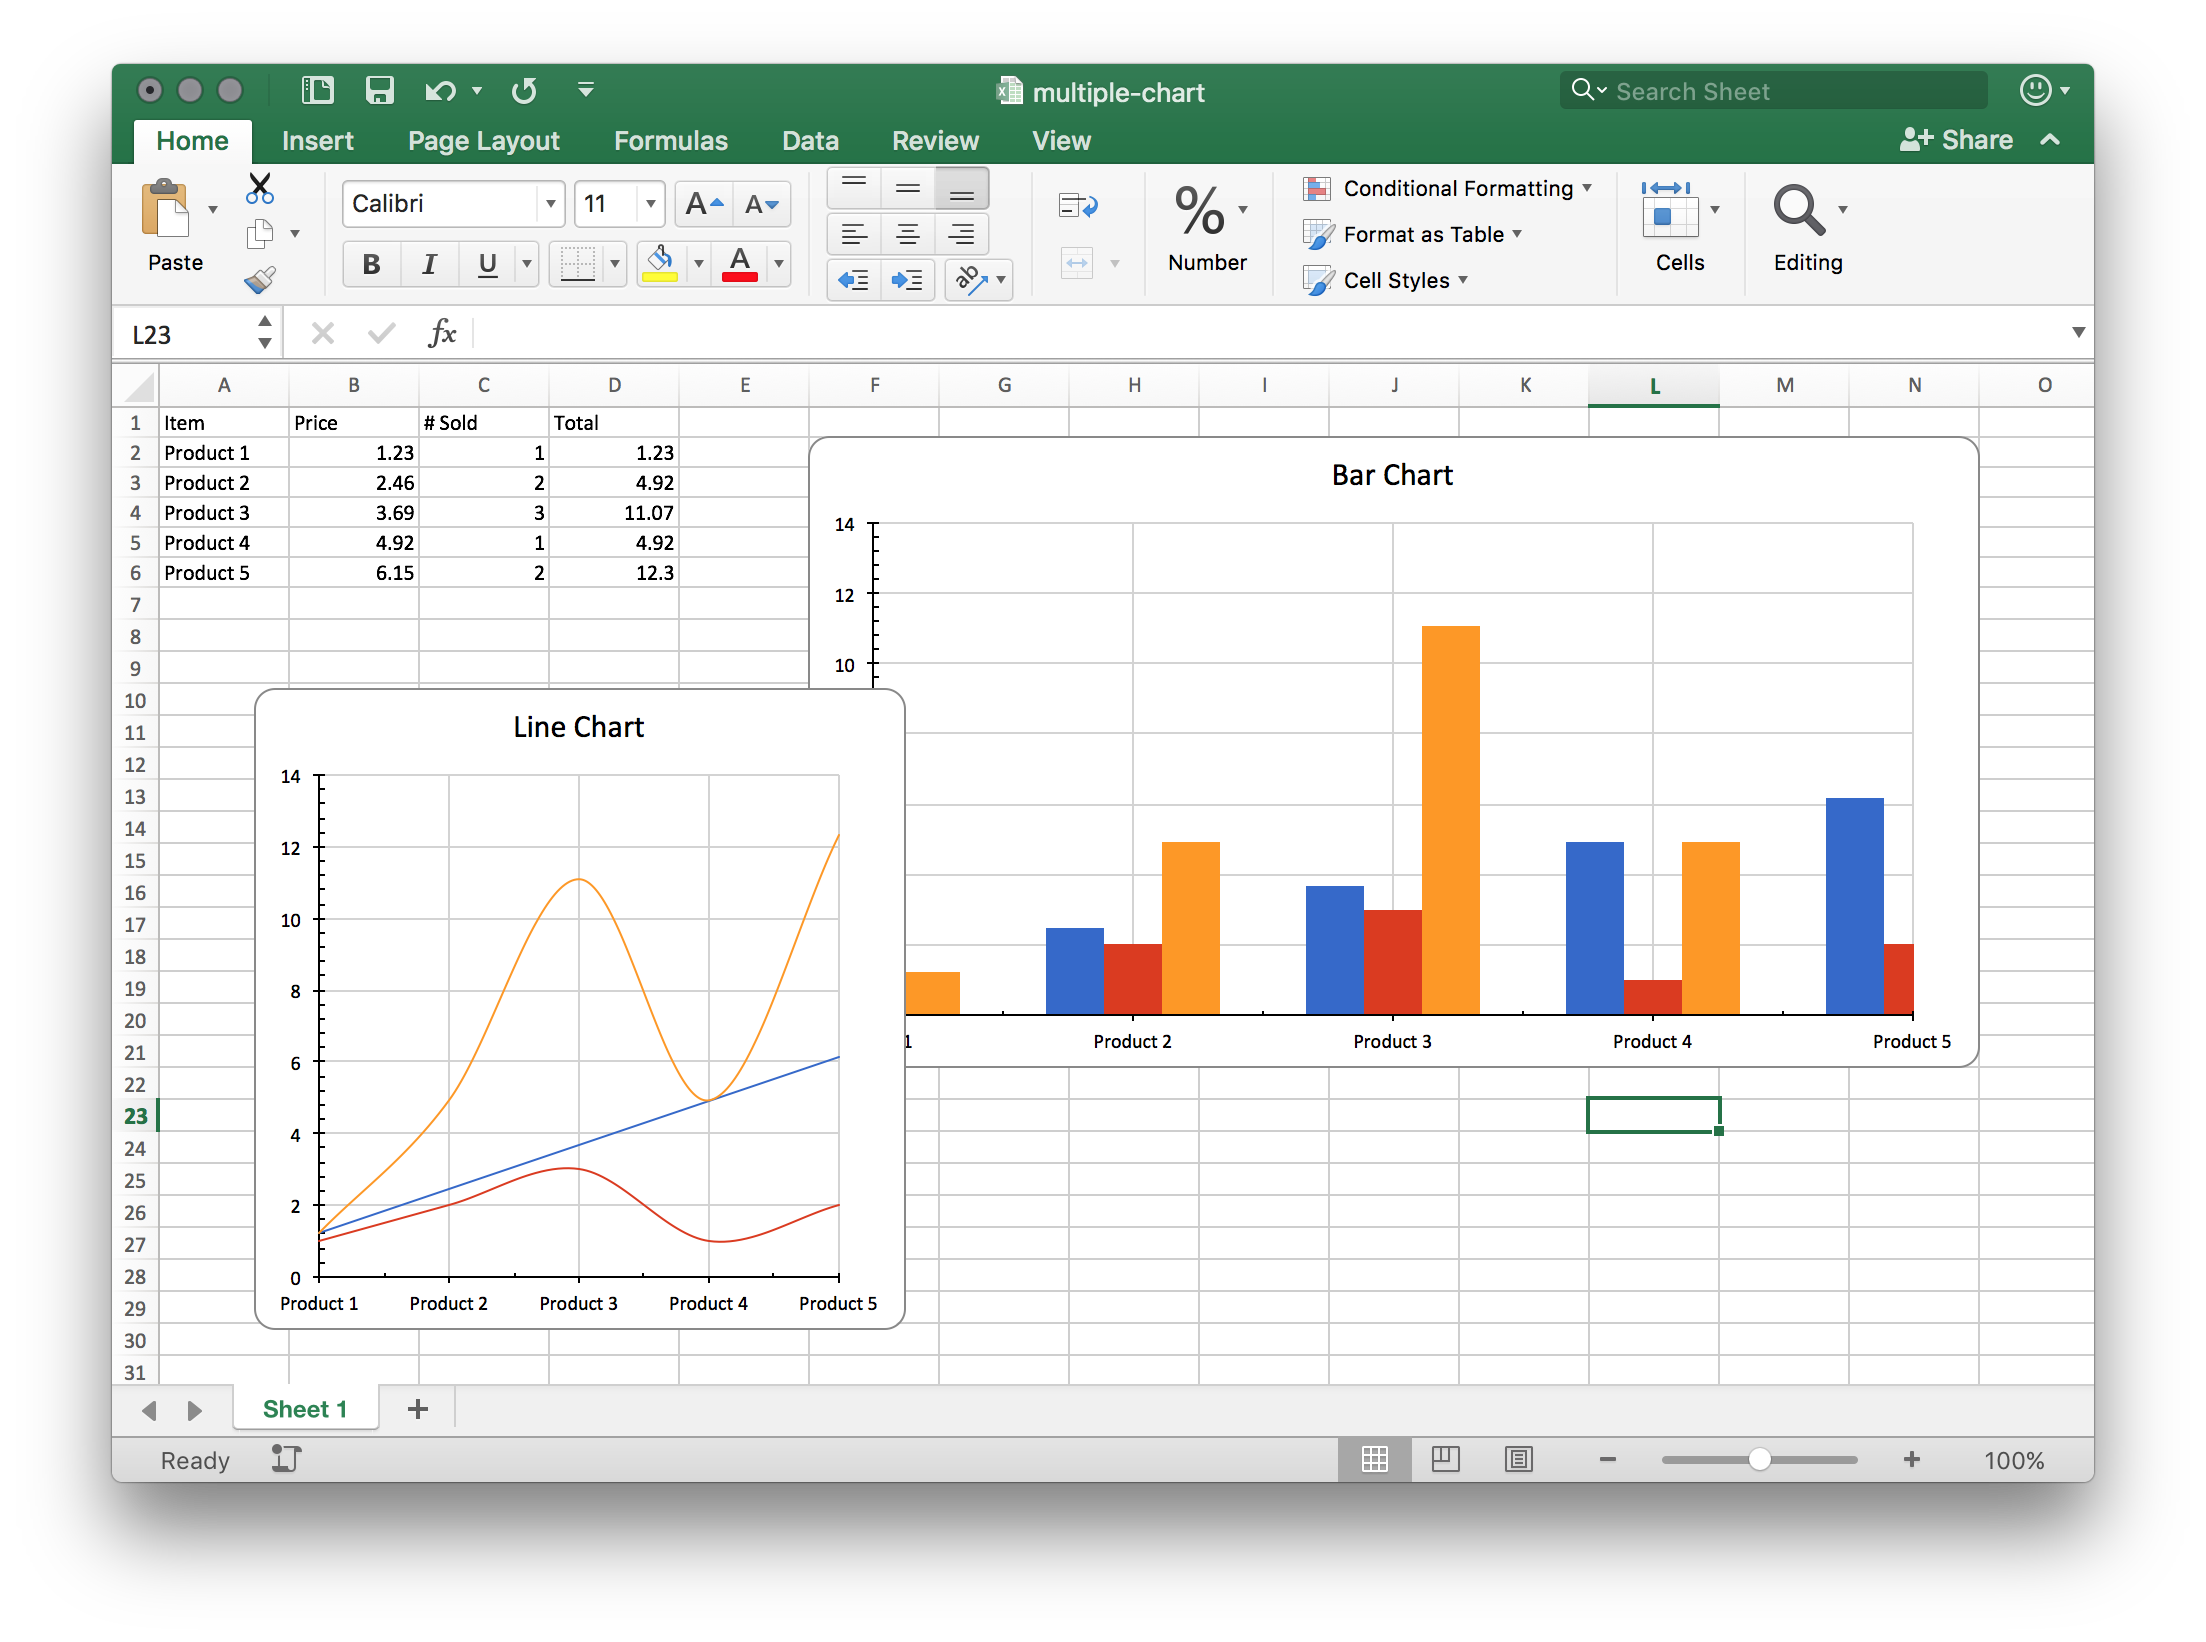 multiple-chart
Search Sheet
Home Insert Page Layout Formulas Data Review View Share
Paste
Calibri 11 A A
B I U A
ab
% Number
Conditional Formatting
Format as Table
Cell Styles
Cells
Editing
L23 fx
A B C D E F G H I J K L M N O
1 Item Price # Sold Total
2 Product 1 1.23 1 1.23
3 Product 2 2.46 2 4.92
4 Product 3 3.69 3 11.07
5 Product 4 4.92 1 4.92
6 Product 5 6.15 2 12.3
7
8
9
10
11
12
13
14
15
16
17
18
19
20
21
22
23
24
25
26
27
28
29
30
31
Bar Chart
14
12
10
1 Product 2 Product 3 Product 4 Product 5
Line Chart
14
12
10
8
6
4
2
0
Product 1 Product 2 Product 3 Product 4 Product 5
Sheet 1 +
Ready 100%